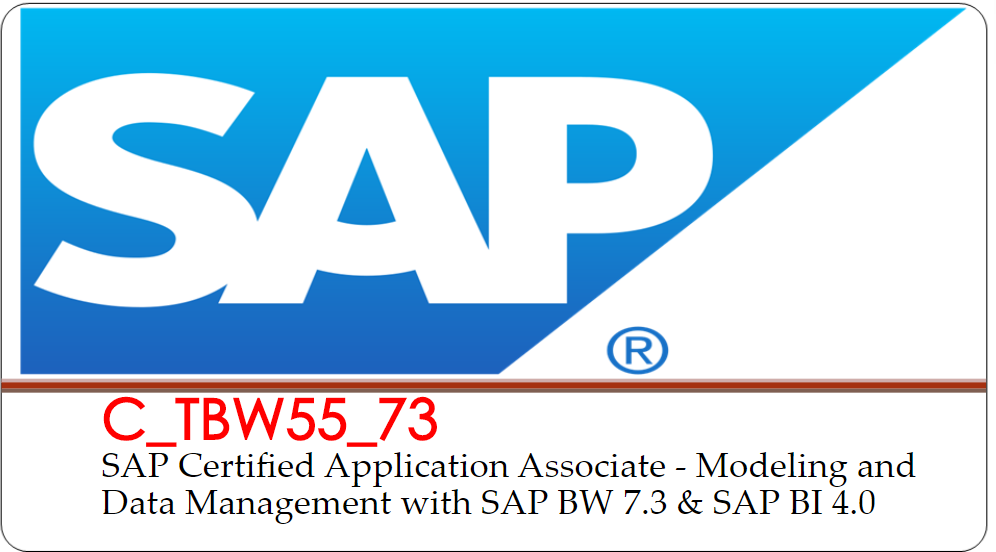 SAP
®
C_TBW55_73
SAP Certified Application Associate - Modeling and
Data Management with SAP BW 7.3 & SAP BI 4.0